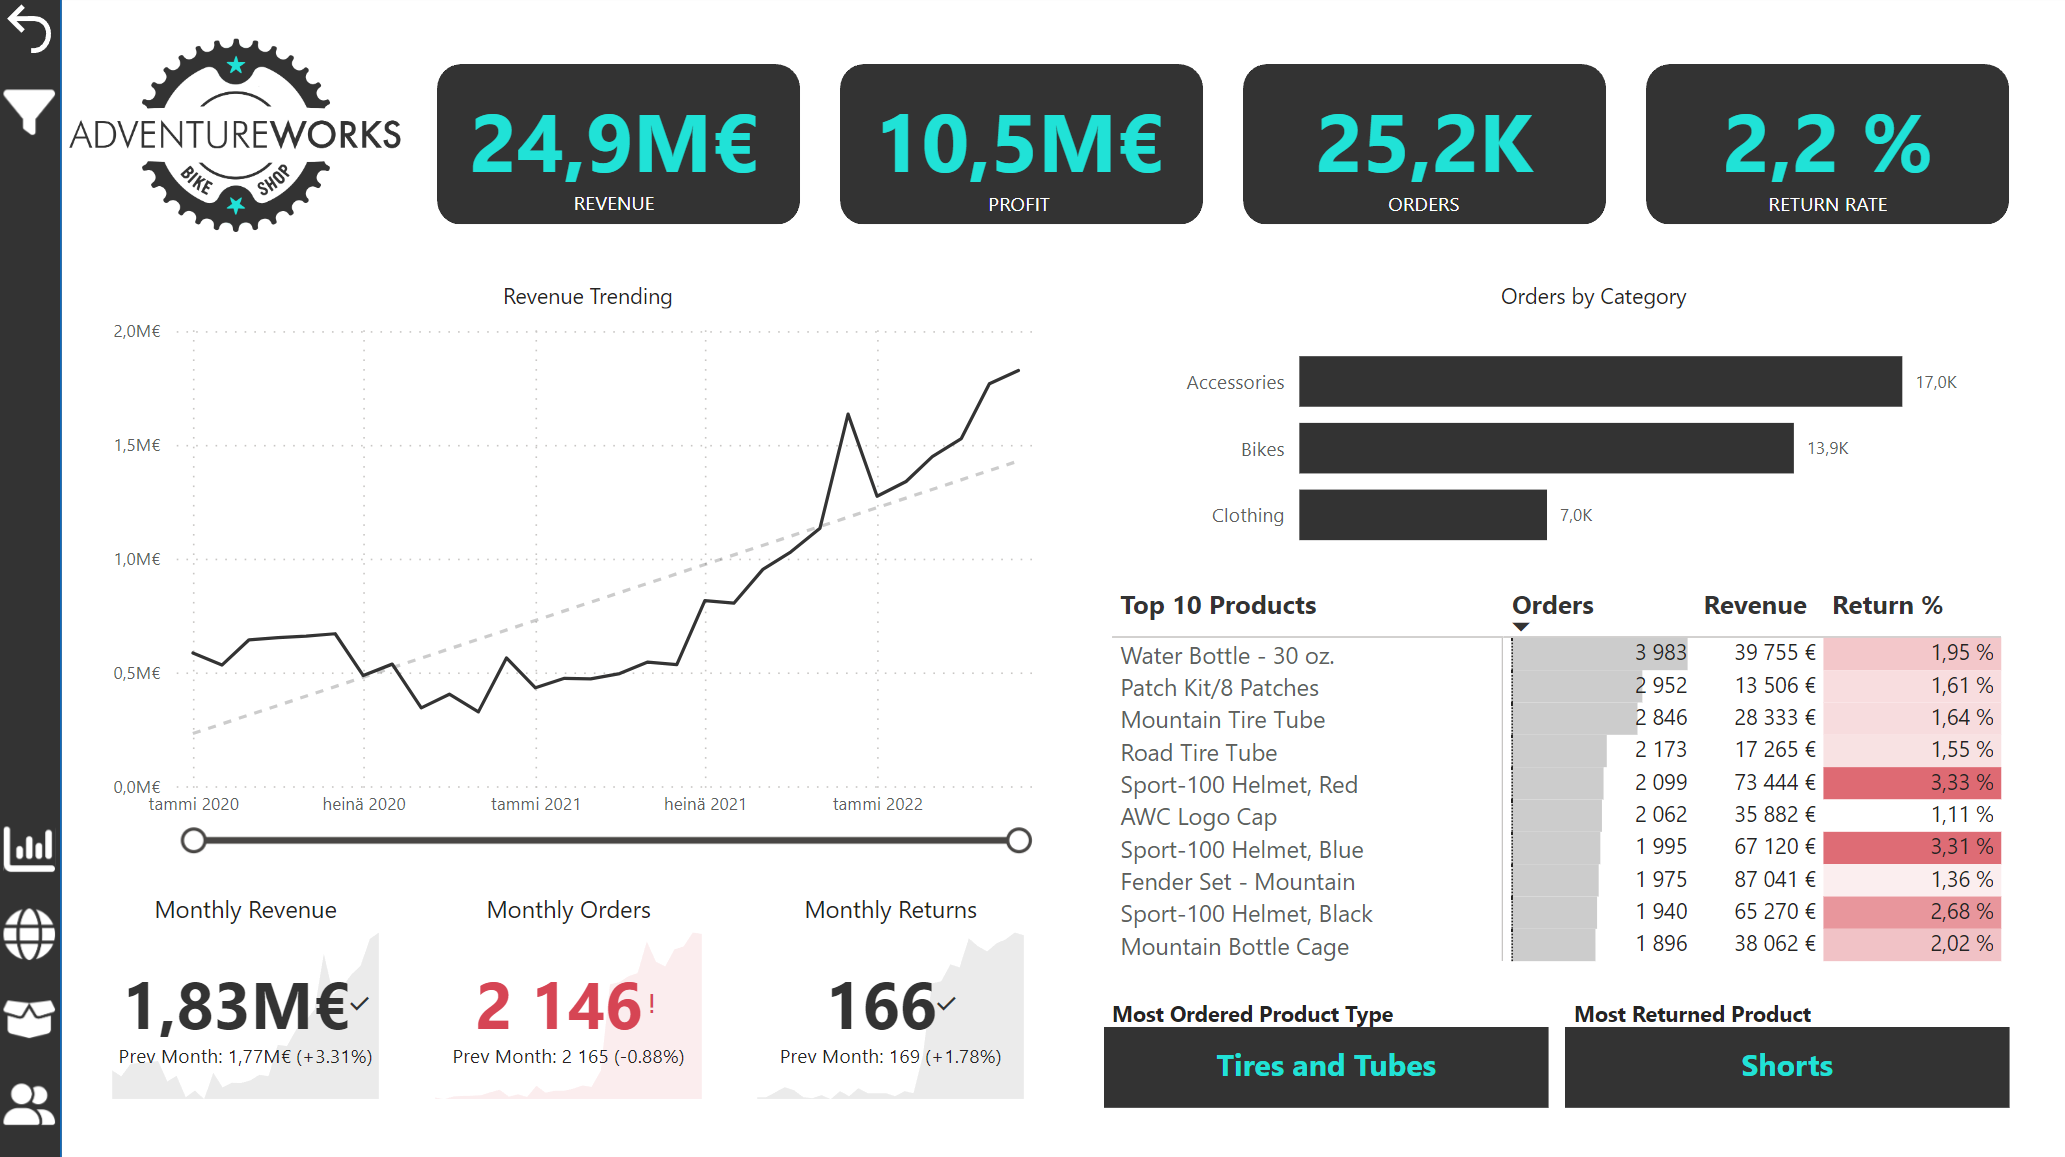 ADVENTUREWORKS
BIKE SHOP
24,9M€
REVENUE
10,5M€
PROFIT
25,2K
ORDERS
2,2 %
RETURN RATE
Revenue Trending
2,0M€
1,5M€
1,0M€
0,5M€
0,0M€
tammi 2020 heinä 2020 tammi 2021 heinä 2021 tammi 2022
Orders by Category
Accessories 17,0K
Bikes 13,9K
Clothing 7,0K
Top 10 Products Orders Revenue Return %
Water Bottle - 30 oz. 3 983 39 755 € 1,95 %
Patch Kit/8 Patches 2 952 13 506 € 1,61 %
Mountain Tire Tube 2 846 28 333 € 1,64 %
Road Tire Tube 2 173 17 265 € 1,55 %
Sport-100 Helmet, Red 2 099 73 444 € 3,33 %
AWC Logo Cap 2 062 35 882 € 1,11 %
Sport-100 Helmet, Blue 1 995 67 120 € 3,31 %
Fender Set - Mountain 1 975 87 041 € 1,36 %
Sport-100 Helmet, Black 1 940 65 270 € 2,68 %
Mountain Bottle Cage 1 896 38 062 € 2,02 %
Monthly Revenue
1,83M€
Prev Month: 1,77M€ (+3.31%)
Monthly Orders
2 146!
Prev Month: 2 165 (-0.88%)
Monthly Returns
166
Prev Month: 169 (+1.78%)
Most Ordered Product Type
Tires and Tubes
Most Returned Product
Shorts